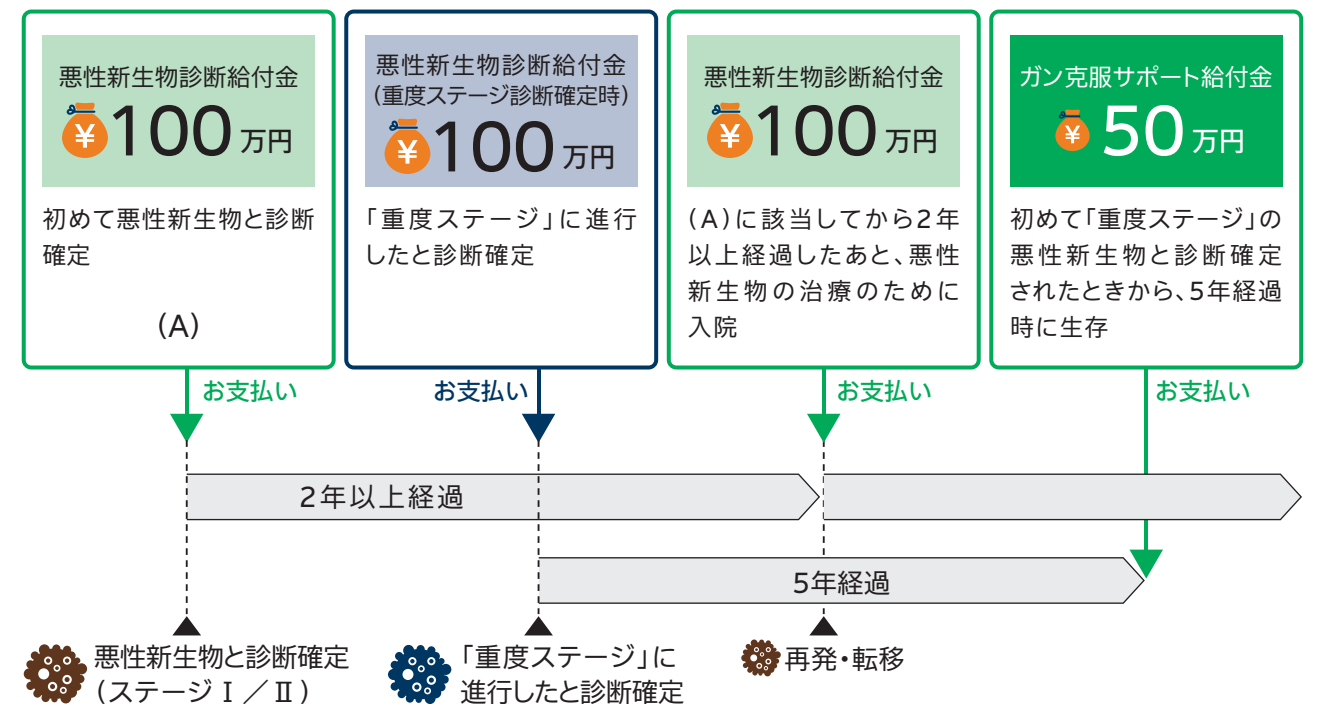 悪性新生物診断給付金
¥100万円
初めて悪性新生物と診断
確定
(A)
悪性新生物診断給付金
(重度ステージ診断確定時)
¥100万円
「重度ステージ」に進行
したと診断確定
悪性新生物診断給付金
¥100万円
(A)に該当してから2年
以上経過したあと、悪性
新生物の治療のために
入院
ガン克服サポート給付金
¥50万円
初めて「重度ステージ」の
悪性新生物と診断確定
されたときから、5年経過
時に生存
お支払い
お支払い
お支払い
お支払い
2年以上経過
5年経過
悪性新生物と診断確定
(ステージⅠ／Ⅱ)
「重度ステージ」に
進行したと診断確定
再発・転移